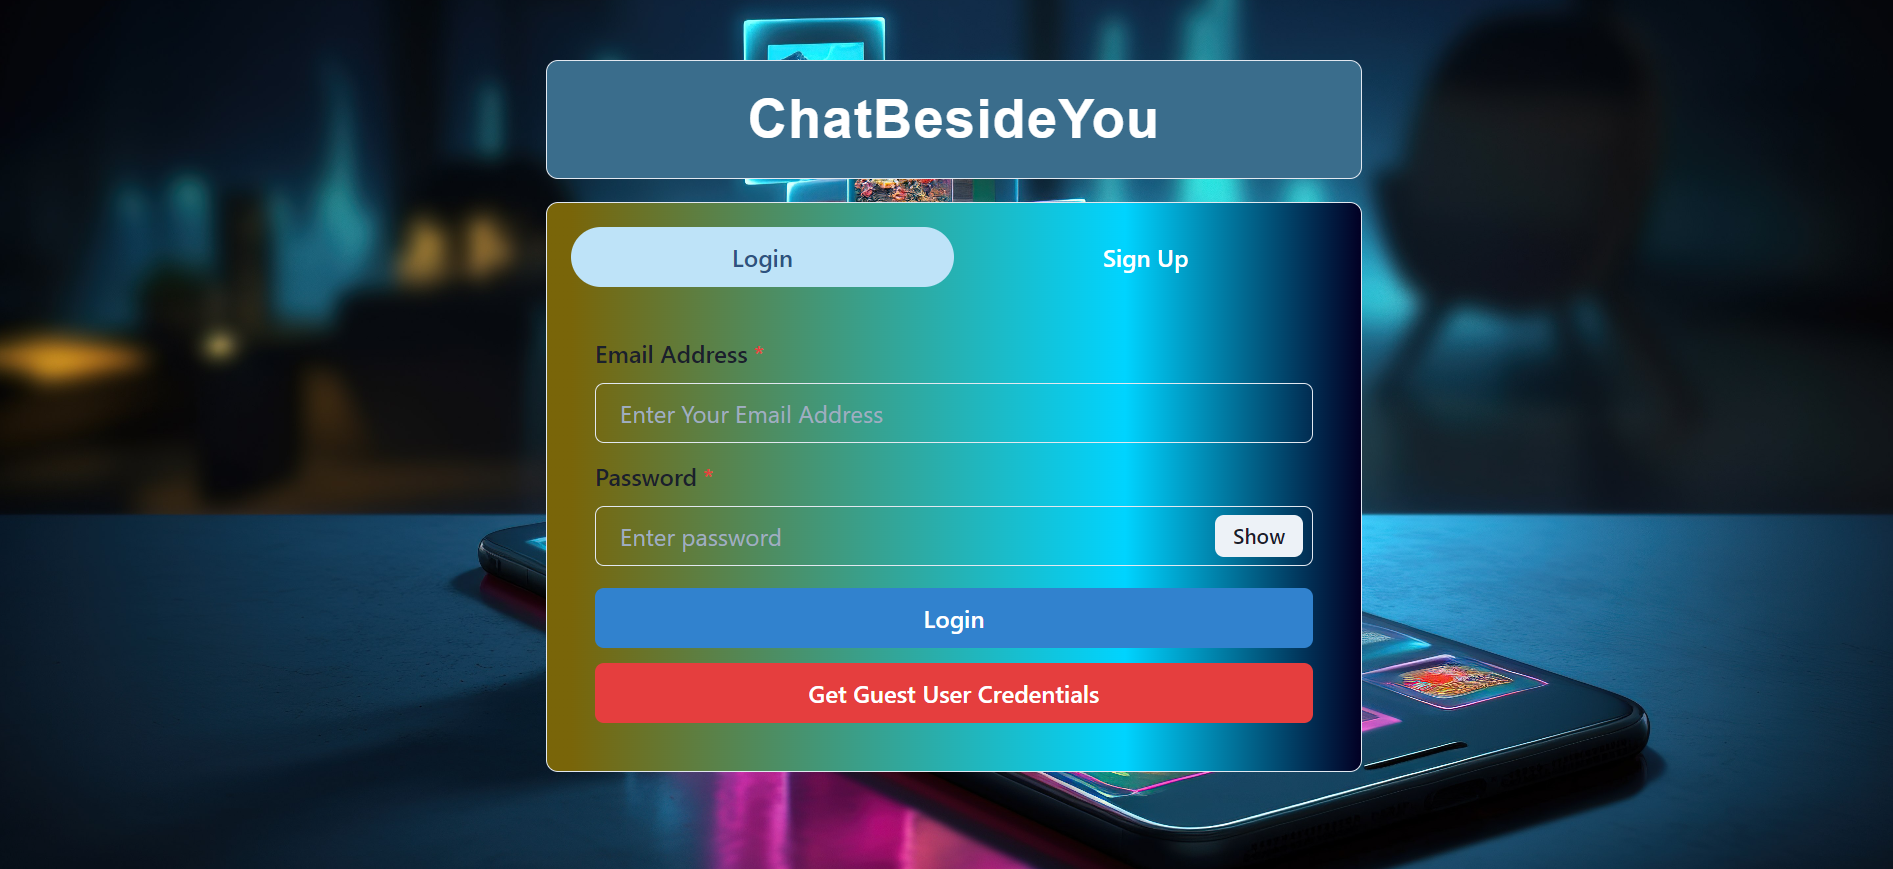 ChatBesideYou
Login
Sign Up
Email Address *
Enter Your Email Address
Password *
Enter password
Show
Login
Get Guest User Credentials